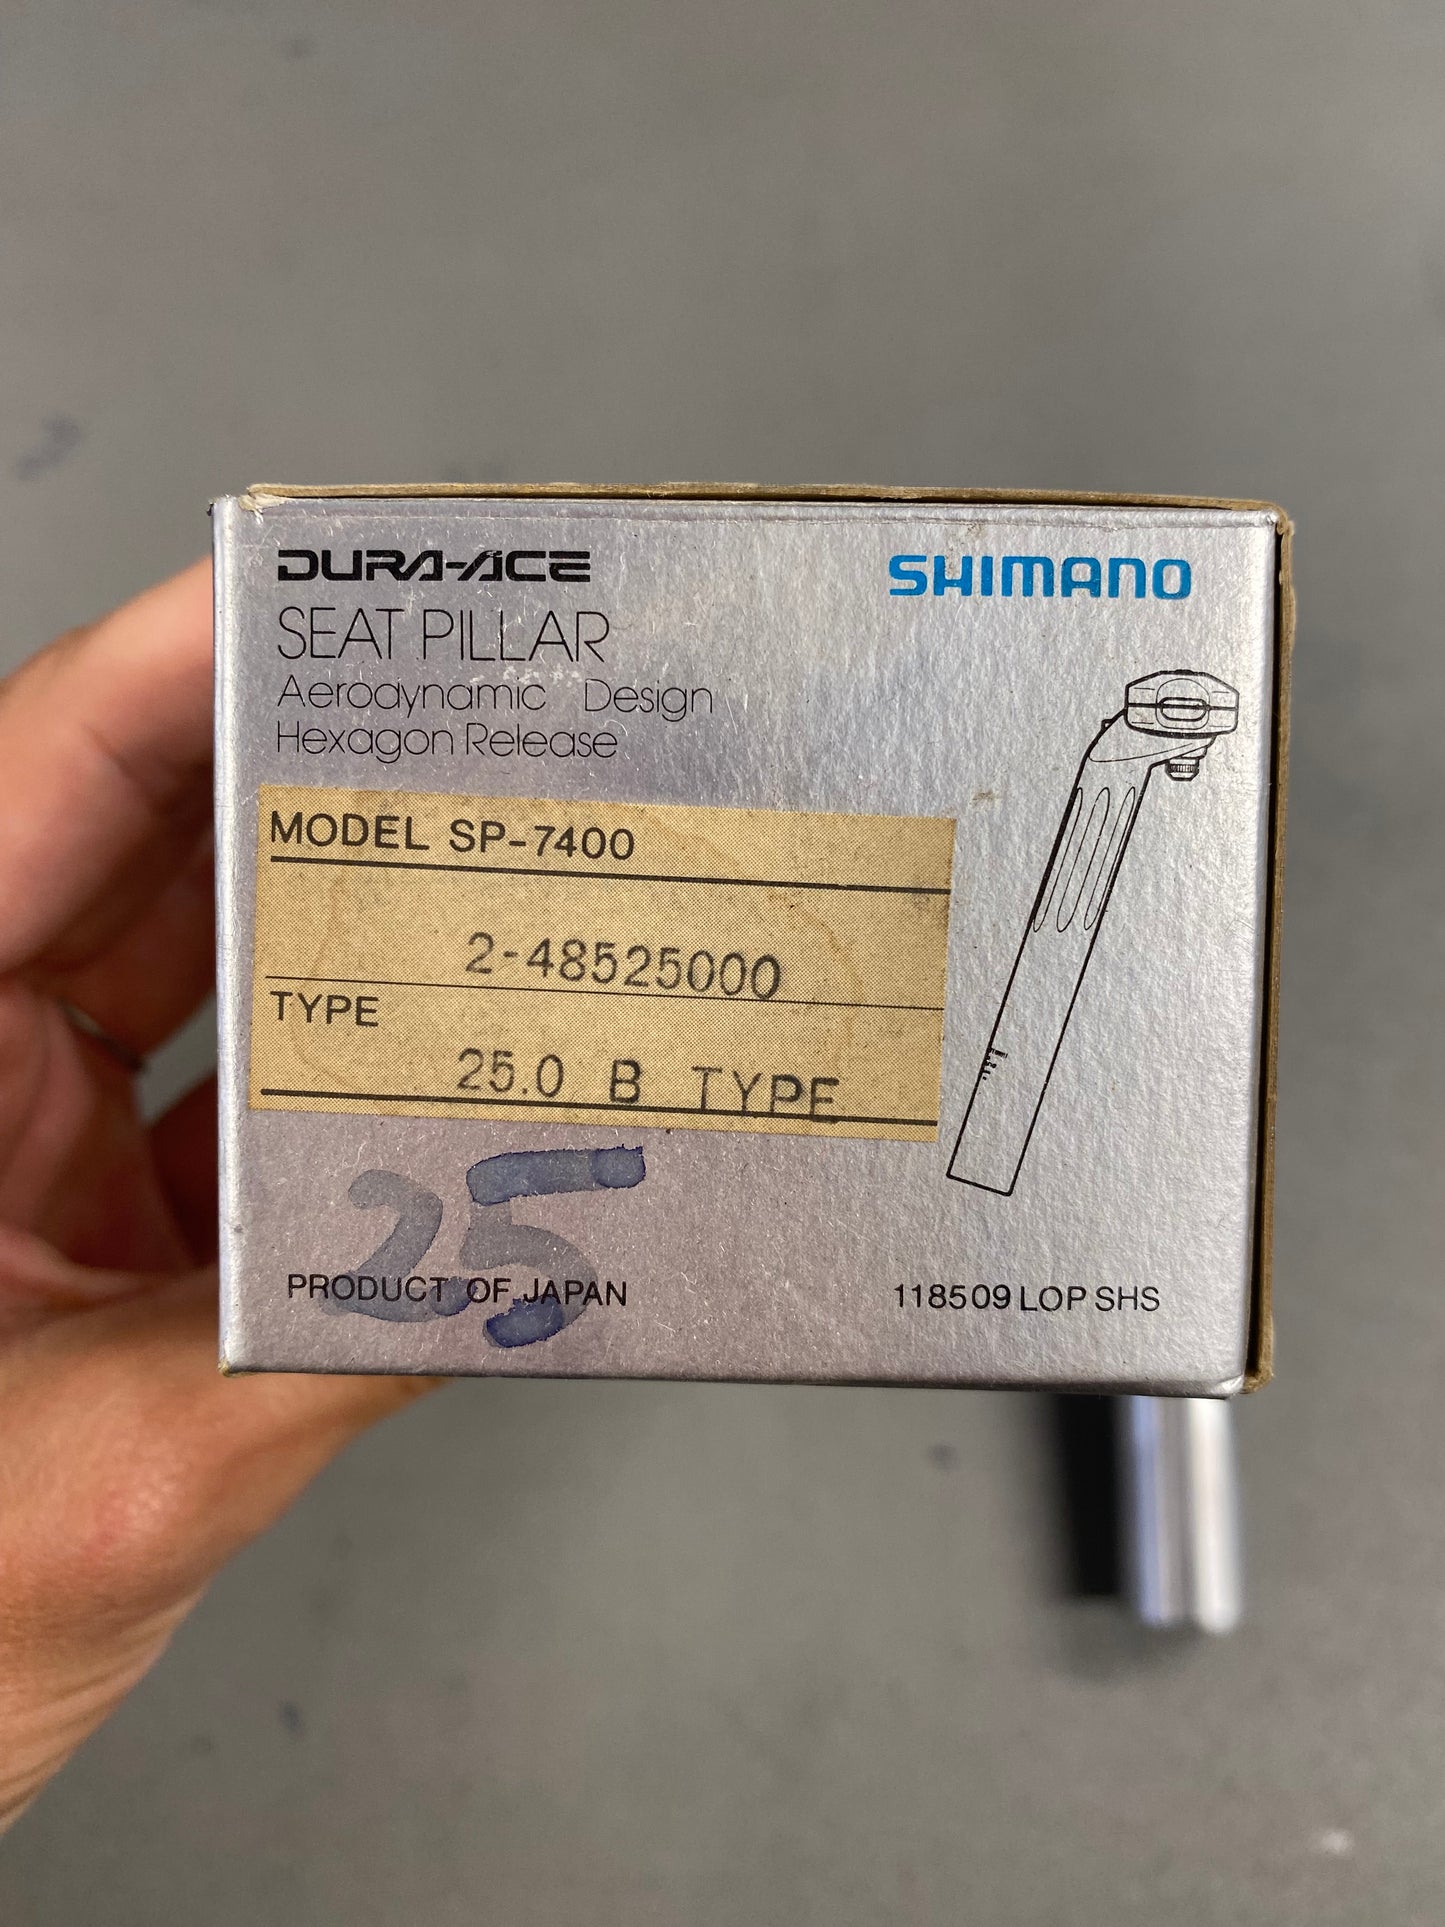 DURA-ACE
SHIMANO
SEAT PILLAR
Aerodynamic Design
Hexagon Release
MODEL SP-7400
2-48525000
TYPE
25.0 B TYPE
25
PRODUCT OF JAPAN
118509 LOP SHS